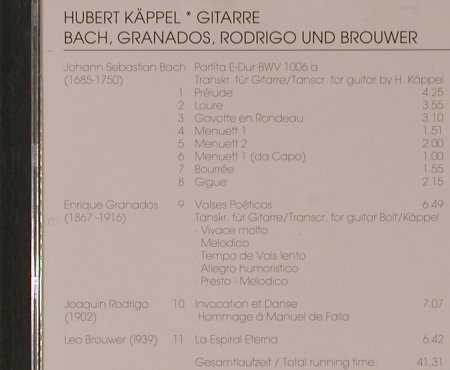 HUBERT KÄPPEL * GITARRE
BACH, GRANADOS, RODRIGO UND BROUWER
Johann Sebastian Bach Partita E-Dur BWV 1006 a
(1685-1750) Transkr. für Gitarre/Tanscr. for guitar by H. Käppel
1 Prélude 4.25
2 Loure 3.55
3 Gavotte en Rondeau 3.10
4 Menuett 1 1.51
5 Menuett 2 2.00
6 Menuett 1 (da Capo) 1.00
7 Bourrée 1.55
8 Gigue 2.15
Enrique Granados 9 Valses Poéticos 6.49
(1867 -1916) Tanskr. für Gitarre/Transcr. for guitar Bolt/Käppel
- Vivace molto
- Melodico
- Tempo de Vals lento
- Allegro humoristico
- Presto - Melodico
Joaquin Rodrigo 10 Invocation et Danse 7.07
(1902) Hommage á Manuel de Falla
Leo Brouwer (1939) 11 La Espiral Eterna 6.42
Gesamtlaufzeit / Total running time: 41.31